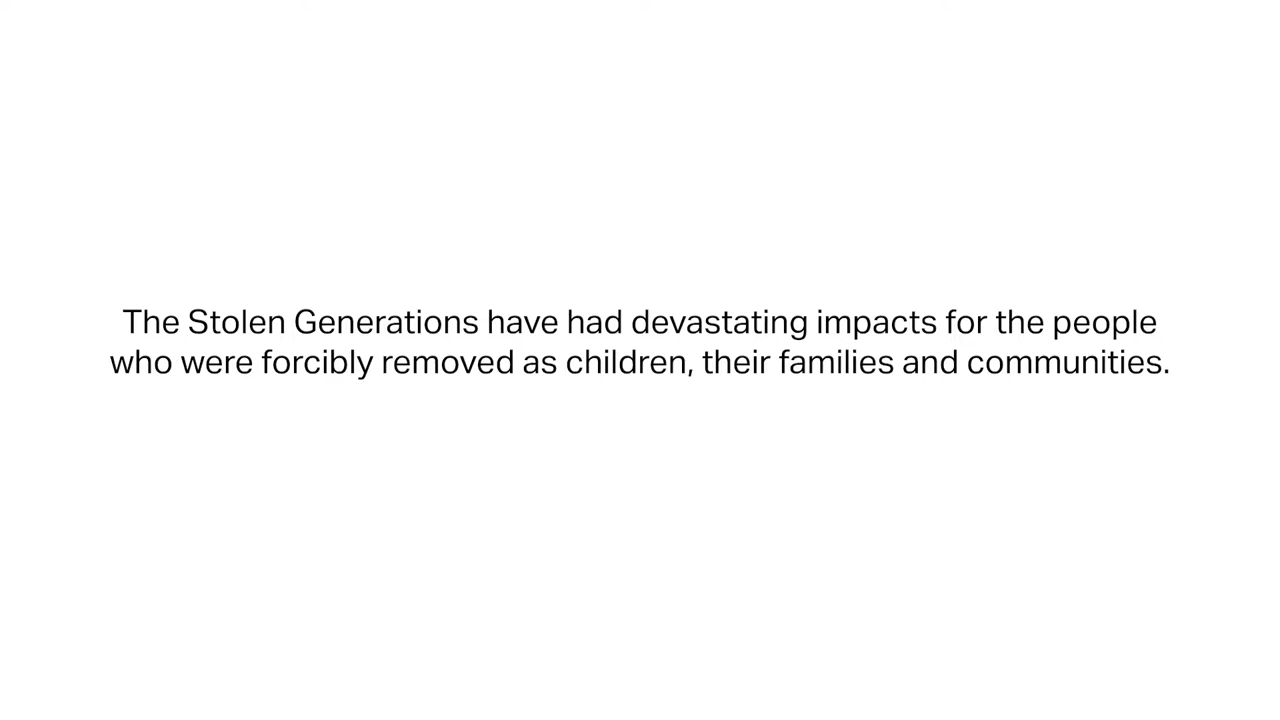 The Stolen Generations have had devastating impacts for the people
who were forcibly removed as children, their families and communities.